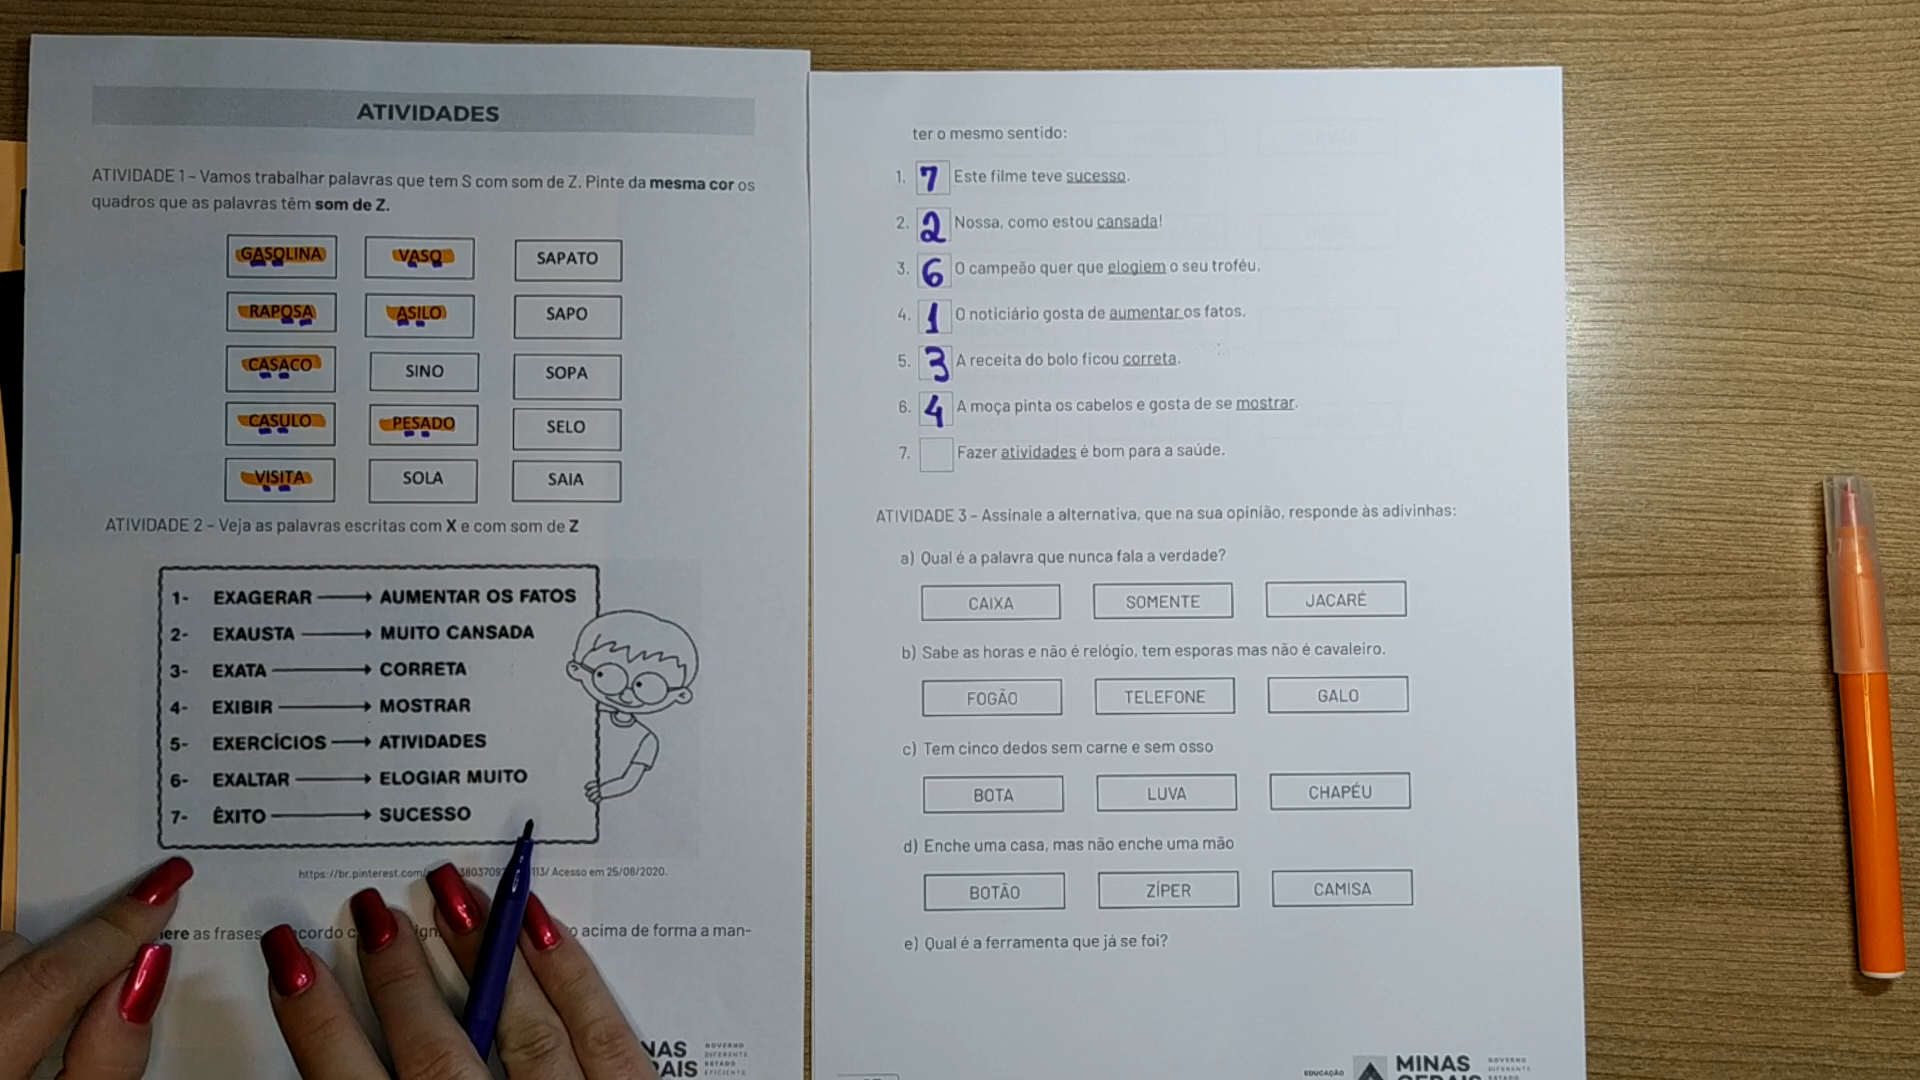 ATIVIDADES
ATIVIDADE 1 – Vamos trabalhar palavras que tem S com som de Z. Pinte da mesma cor os
quadros que as palavras têm som de Z.
GASOLINA VASO SAPATO
RAPOSA ASILO SAPO
CASACO SINO SOPA
CASULO PESADO SELO
VISITA SOLA SAIA
ATIVIDADE 2 – Veja as palavras escritas com X e com som de Z
1- EXAGERAR AUMENTAR OS FATOS
2- EXAUSTA MUITO CANSADA
3- EXATA CORRETA
4- EXIBIR MOSTRAR
5- EXERCÍCIOS ATIVIDADES
6- EXALTAR ELOGIAR MUITO
7- ÊXITO SUCESSO
https://br.pinterest.com/ 113/ Acesso em 25/08/2020.
as frases acima de forma a man-
ter o mesmo sentido:
1. 7 Este filme teve sucesso.
2. 2 Nossa, como estou cansada!
3. 6 O campeão quer que elogiem o seu troféu.
4. 1 O noticiário gosta de aumentar os fatos.
5. 3 A receita do bolo ficou correta.
6. 4 A moça pinta os cabelos e gosta de se mostrar.
7. Fazer atividades é bom para a saúde.
ATIVIDADE 3 – Assinale a alternativa, que na sua opinião, responde às adivinhas:
a) Qual é a palavra que nunca fala a verdade?
CAIXA SOMENTE JACARÉ
b) Sabe as horas e não é relógio, tem esporas mas não é cavaleiro.
FOGÃO TELEFONE GALO
c) Tem cinco dedos sem carne e sem osso
BOTA LUVA CHAPÉU
d) Enche uma casa, mas não enche uma mão
BOTÃO ZÍPER CAMISA
e) Qual é a ferramenta que já se foi?
EDUCAÇÃO MINAS
GOVERNO
DIFERENTE